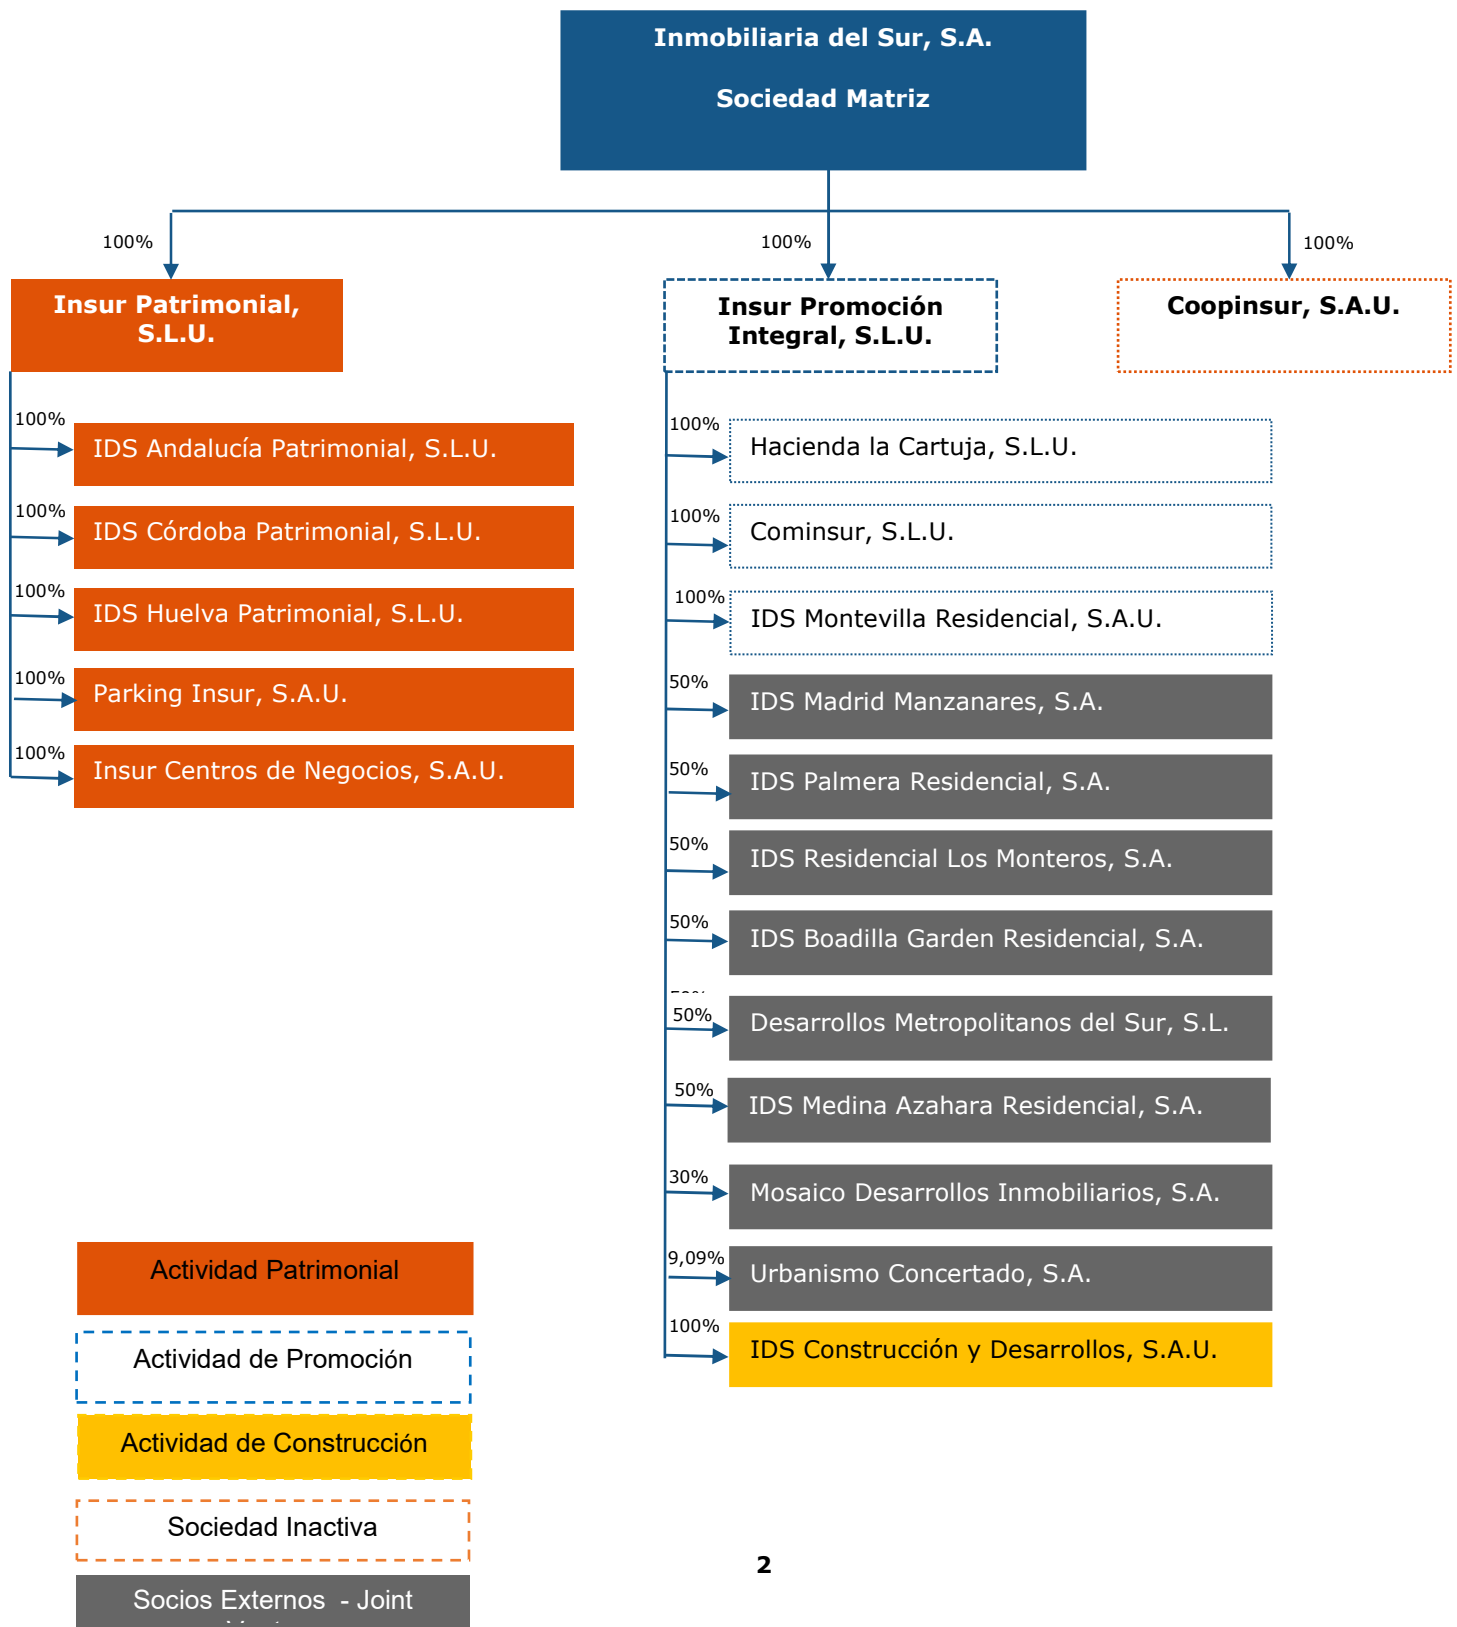 Inmobiliaria del Sur, S.A.
Sociedad Matriz
100%
100%
100%
Insur Patrimonial,
S.L.U.
Insur Promoción
Integral, S.L.U.
Coopinsur, S.A.U.
100%
IDS Andalucía Patrimonial, S.L.U.
100%
IDS Córdoba Patrimonial, S.L.U.
100%
IDS Huelva Patrimonial, S.L.U.
100%
Parking Insur, S.A.U.
100%
Insur Centros de Negocios, S.A.U.
100%
Hacienda la Cartuja, S.L.U.
100%
Cominsur, S.L.U.
100%
IDS Montevilla Residencial, S.A.U.
50%
IDS Madrid Manzanares, S.A.
50%
IDS Palmera Residencial, S.A.
50%
IDS Residencial Los Monteros, S.A.
50%
IDS Boadilla Garden Residencial, S.A.
50%
Desarrollos Metropolitanos del Sur, S.L.
50%
IDS Medina Azahara Residencial, S.A.
30%
Mosaico Desarrollos Inmobiliarios, S.A.
9,09%
Urbanismo Concertado, S.A.
100%
IDS Construcción y Desarrollos, S.A.U.
Actividad Patrimonial
Actividad de Promoción
Actividad de Construcción
Sociedad Inactiva
Socios Externos - Joint
2